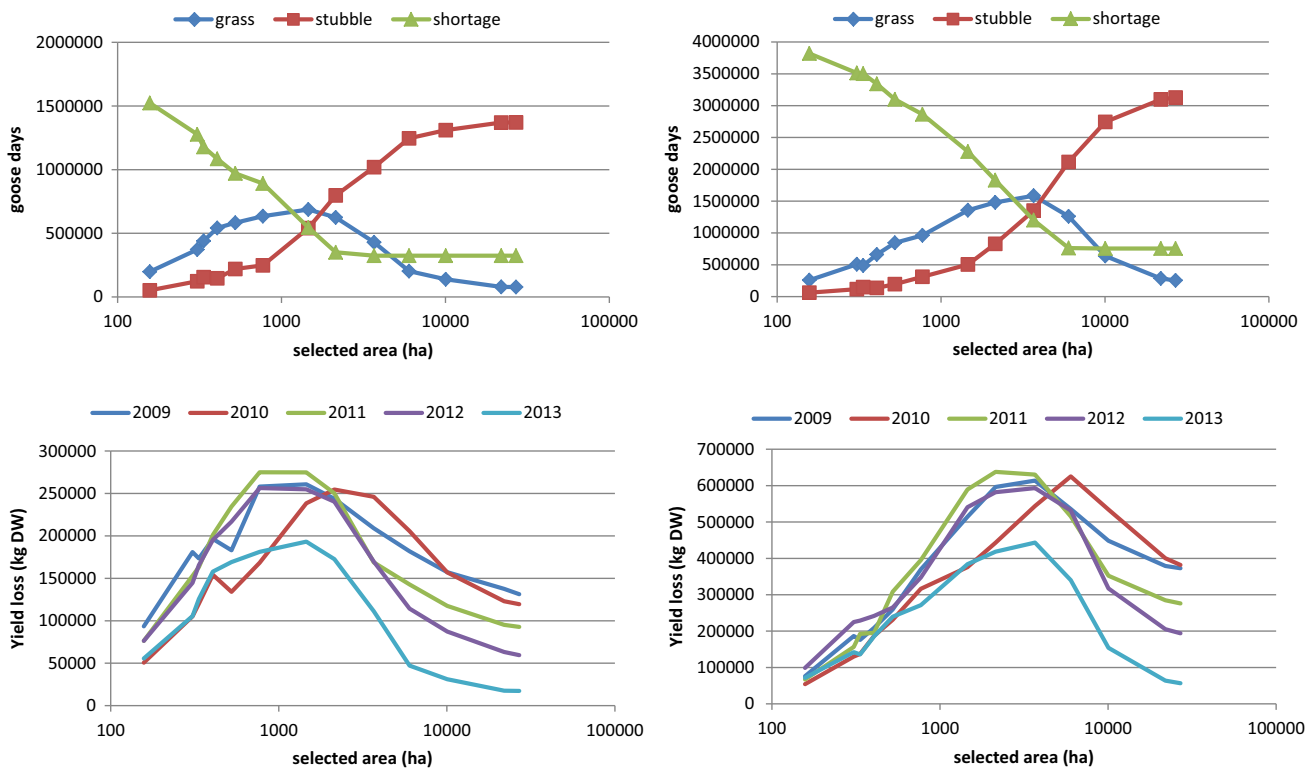 grass stubble shortage
2000000
1500000
1000000
500000
0
goose days
100 1000 10000 100000
selected area (ha)
grass stubble shortage
4000000
3500000
3000000
2500000
2000000
1500000
1000000
500000
0
goose days
100 1000 10000 100000
selected area (ha)
2009 2010 2011 2012 2013
300000
250000
200000
150000
100000
50000
0
Yield loss (kg DW)
100 1000 10000 100000
selected area (ha)
2009 2010 2011 2012 2013
700000
600000
500000
400000
300000
200000
100000
0
Yield loss (kg DW)
100 1000 10000 100000
selected area (ha)